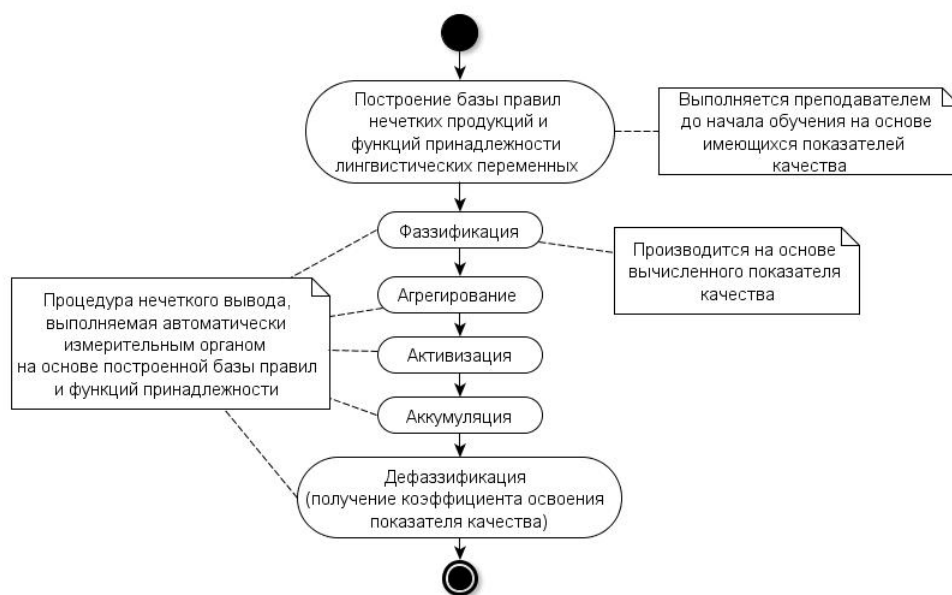 Построение базы правил
нечетких продукций и
функций принадлежности
лингвистических переменных
Выполняется преподавателем
до начала обучения на основе
имеющихся показателей
качества
Фаззификация
Производится на основе
вычисленного показателя
качества
Агрегирование
Процедура нечеткого вывода,
выполняемая автоматически
измерительным органом
на основе построенной базы правил
и функций принадлежности
Активизация
Аккумуляция
Дефаззификация
(получение коэффициента освоения
показателя качества)